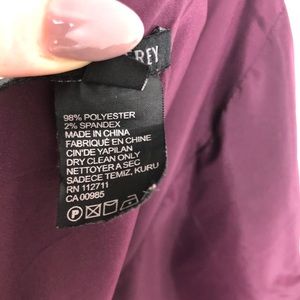 FREY
98% POLYESTER
2% SPANDEX
MADE IN CHINA
FABRIQUÉ EN CHINE
CIN'DE YAPILAN
DRY CLEAN ONLY
NETTOYER A SEC
SADECE TEMIZ, KURU
RN 112711
CA 00985